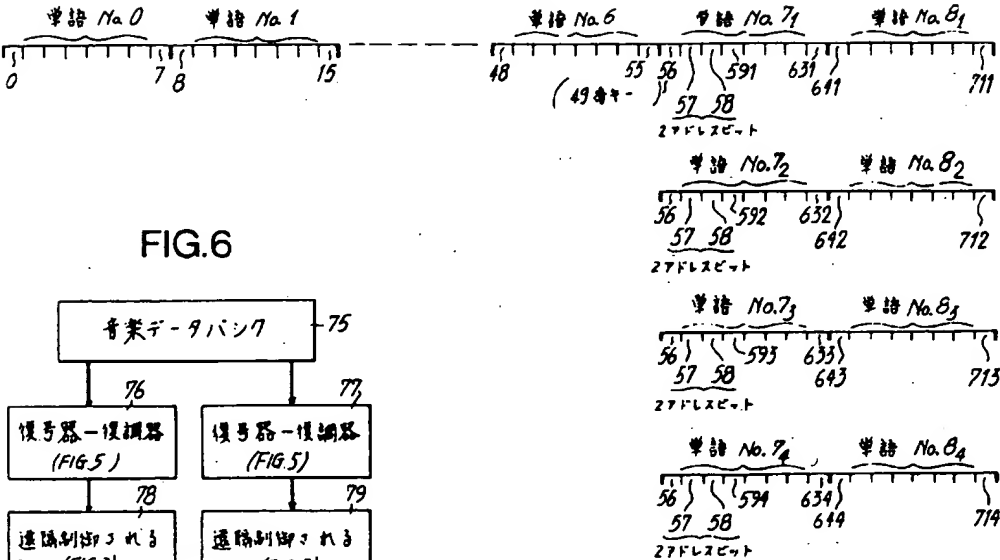 単語 No.0
単語 No.1
単語 No.6
単語 No.7₁
単語 No.8₁
0
7
8
15
48
55
56
57
58
591
631
641
711
(49番キー)
2アドレスビット
単語 No.7₂
単語 No.8₂
56
57
58
592
632
642
712
2アドレスビット
単語 No.7₃
単語 No.8₃
56
57
58
593
633
643
713
2アドレスビット
単語 No.7₄
単語 No.8₄
56
57
58
594
634
644
714
2アドレスビット
FIG.6
音楽データバンク
75
76
復号器-復調器
(FIG.5)
77
復号器-復調器
(FIG.5)
78
遠隔制御される
79
遠隔制御される